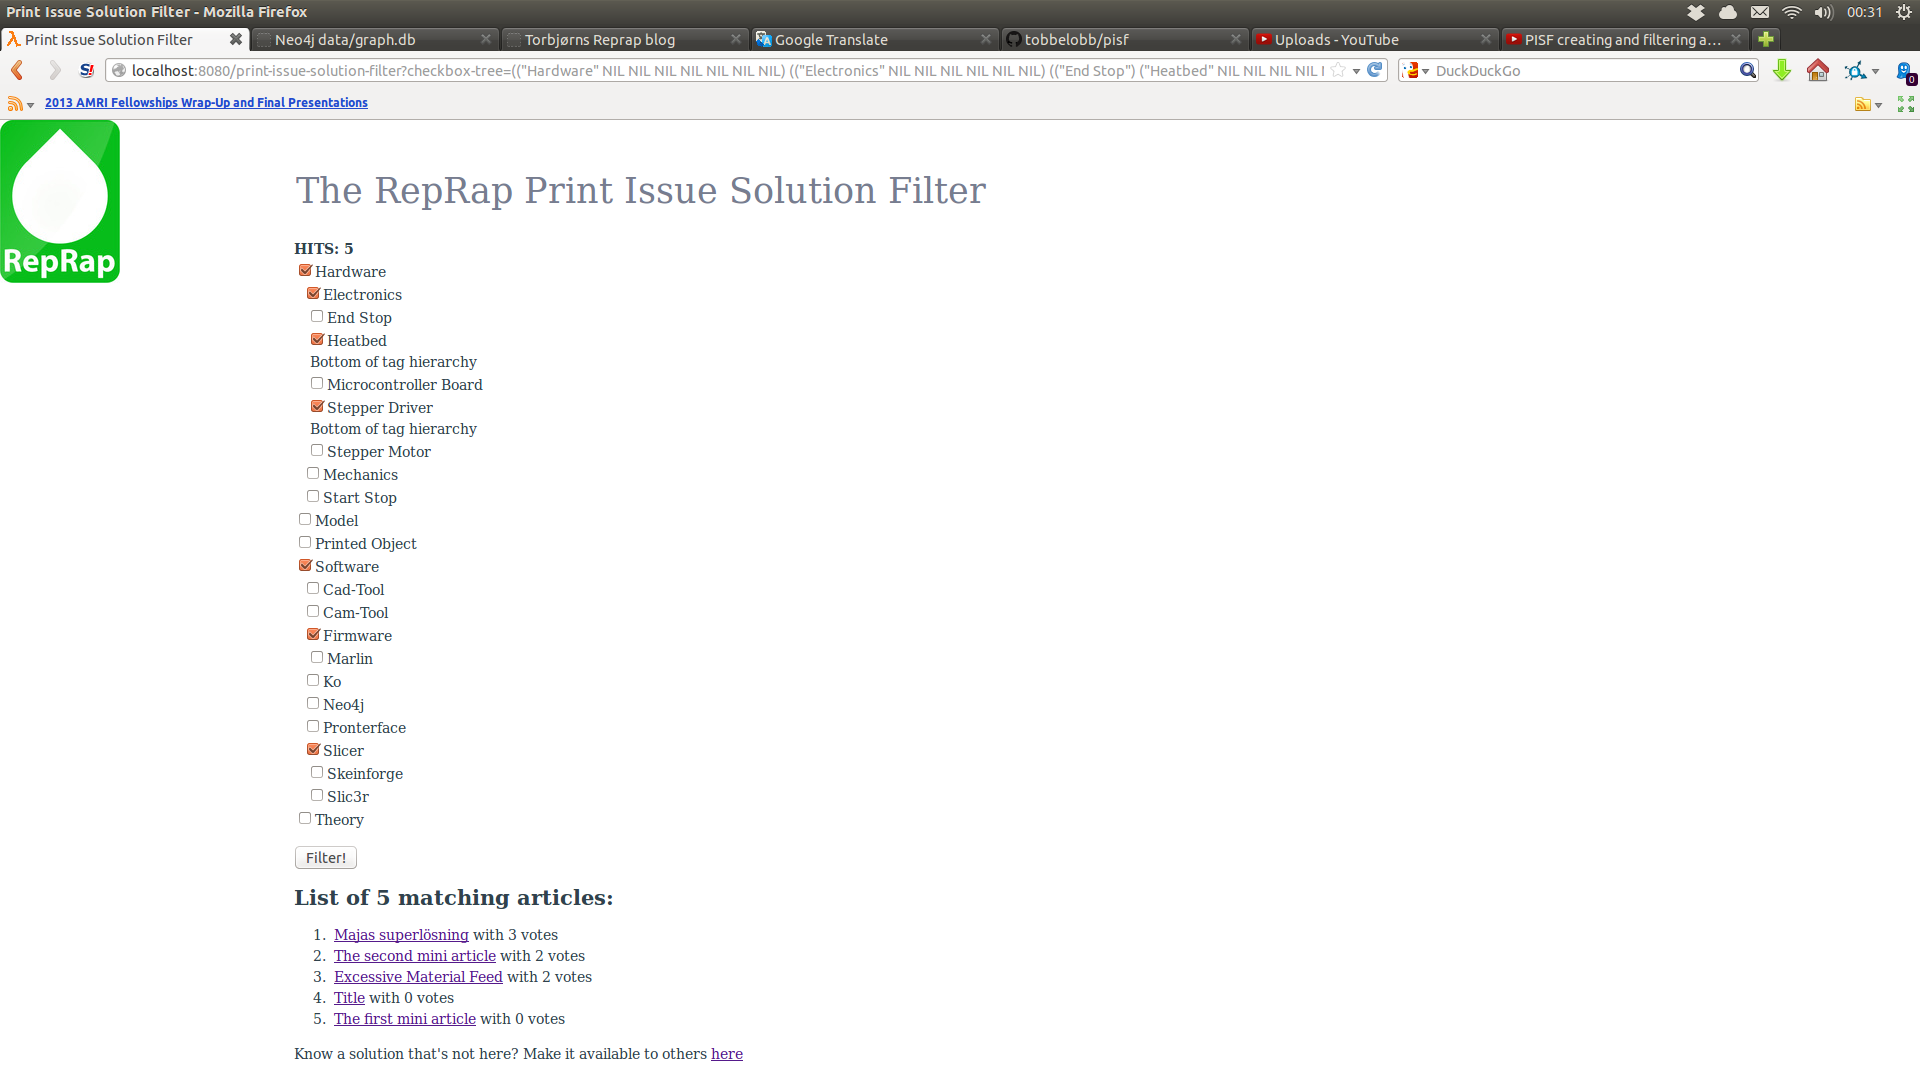 Print Issue Solution Filter - Mozilla Firefox
00:31
Print Issue Solution Filter
Neo4j data/graph.db
Torbjørns Reprap blog
Google Translate
tobbelobb/pisf
Uploads - YouTube
PISF creating and filtering a...
localhost:8080/print-issue-solution-filter?checkbox-tree=(("Hardware" NIL NIL NIL NIL NIL NIL NIL) (("Electronics" NIL NIL NIL NIL NIL NIL) (("End Stop") ("Heatbed" NIL NIL NIL NIL
DuckDuckGo
0
2013 AMRI Fellowships Wrap-Up and Final Presentations
RepRap
The RepRap Print Issue Solution Filter
HITS: 5
Hardware
Electronics
End Stop
Heatbed
Bottom of tag hierarchy
Microcontroller Board
Stepper Driver
Bottom of tag hierarchy
Stepper Motor
Mechanics
Start Stop
Model
Printed Object
Software
Cad-Tool
Cam-Tool
Firmware
Marlin
Ko
Neo4j
Pronterface
Slicer
Skeinforge
Slic3r
Theory
Filter!
List of 5 matching articles:
1. Majas superlösning with 3 votes
2. The second mini article with 2 votes
3. Excessive Material Feed with 2 votes
4. Title with 0 votes
5. The first mini article with 0 votes
Know a solution that's not here? Make it available to others here